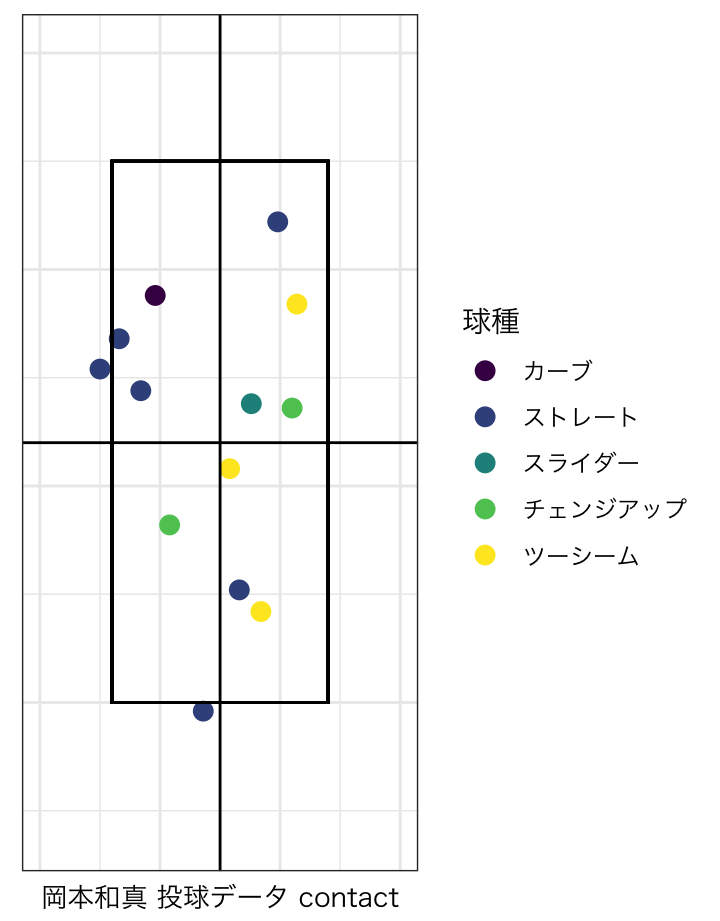 球種
カーブ
ストレート
スライダー
チェンジアップ
ツーシーム
岡本和真 投球データ contact